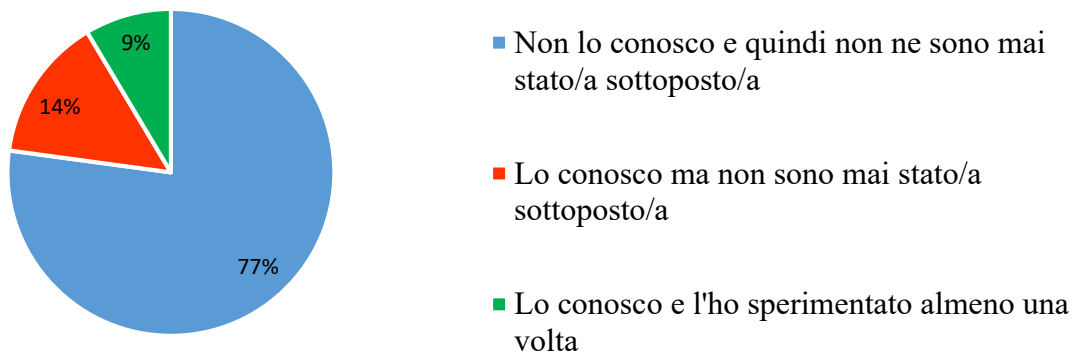 9%
14%
77%
Non lo conosco e quindi non ne sono mai
stato/a sottoposto/a
Lo conosco ma non sono mai stato/a
sottoposto/a
Lo conosco e l'ho sperimentato almeno una
volta